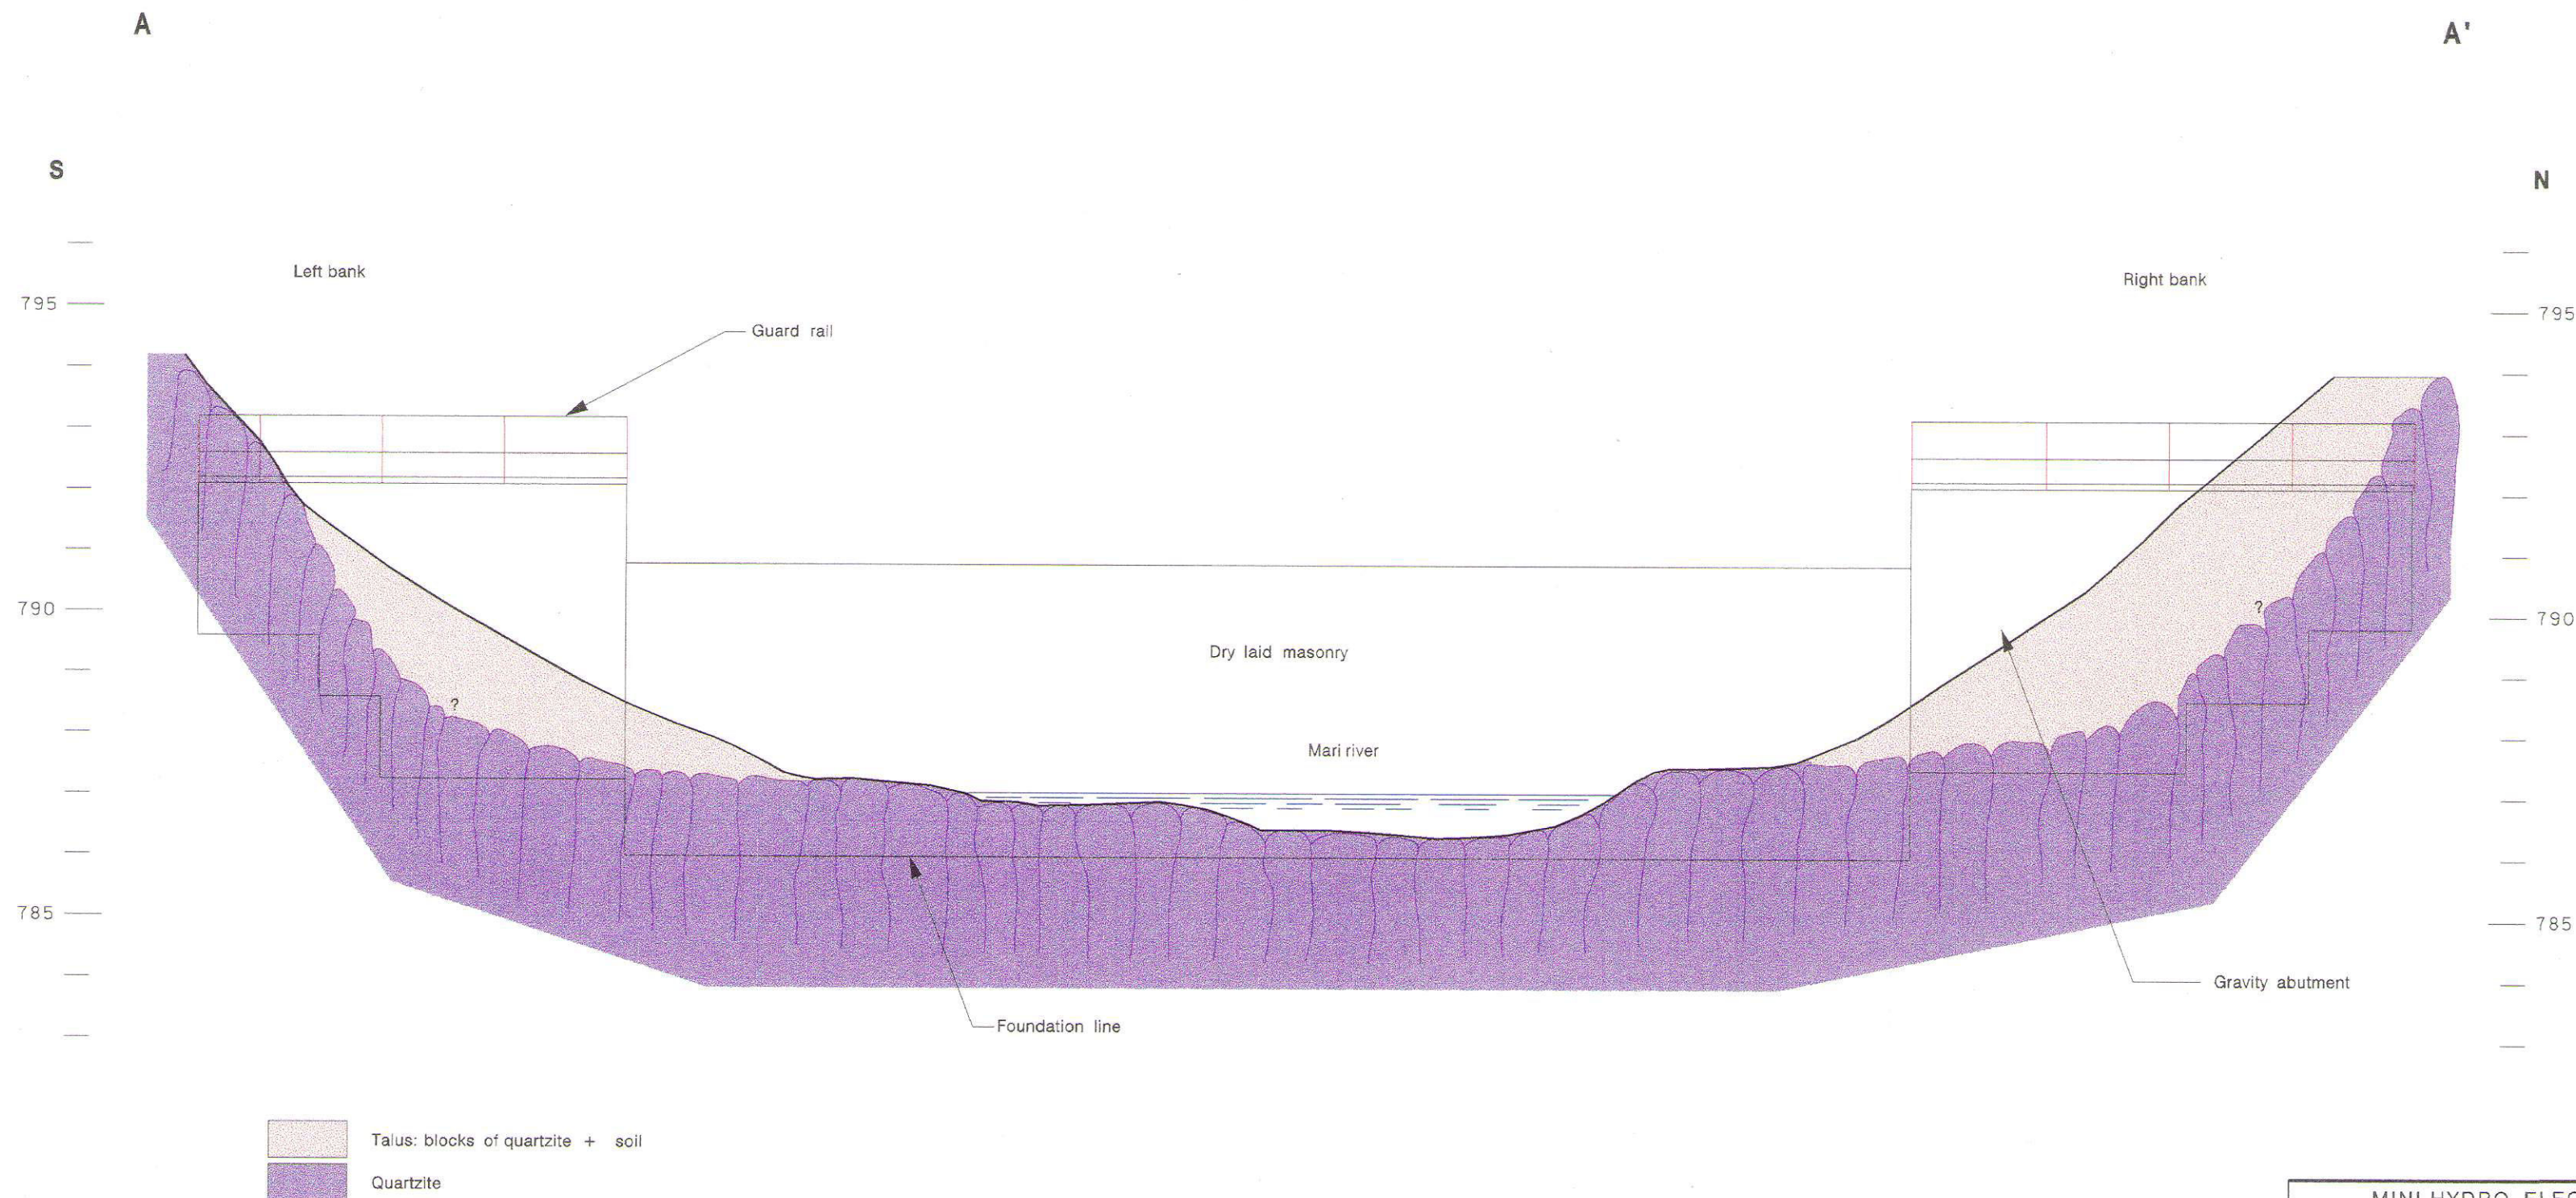 A A'
S N
Left bank Right bank
795 795
Guard rail
790 790
?
Dry laid masonry
?
Mari river
785 785
Gravity abutment
Foundation line
Talus: blocks of quartzite + soil
Quartzite